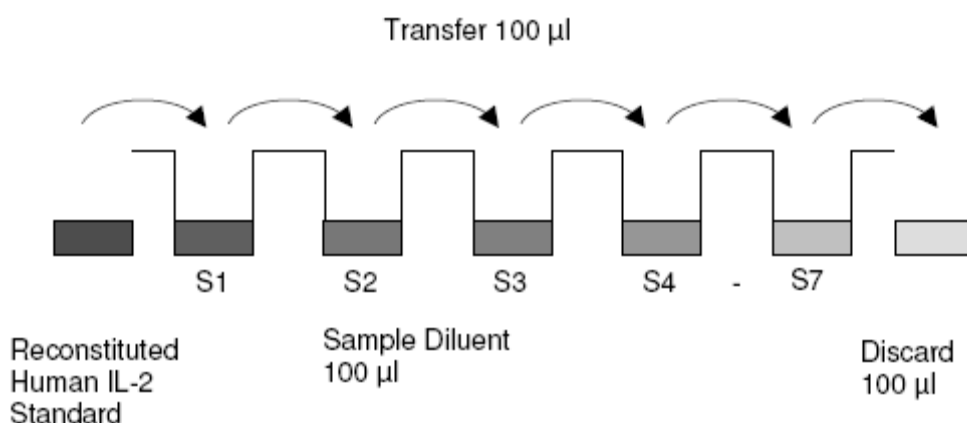 Transfer 100 µl
S1 S2 S3 S4 - S7
Reconstituted
Human IL-2
Standard
Sample Diluent
100 µl
Discard
100 µl